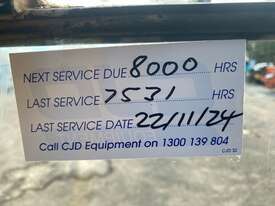 NEXT SERVICE DUE 8000 HRS
LAST SERVICE 7531 HRS
LAST SERVICE DATE 22/11/24
Call CJD Equipment on 1300 139 804